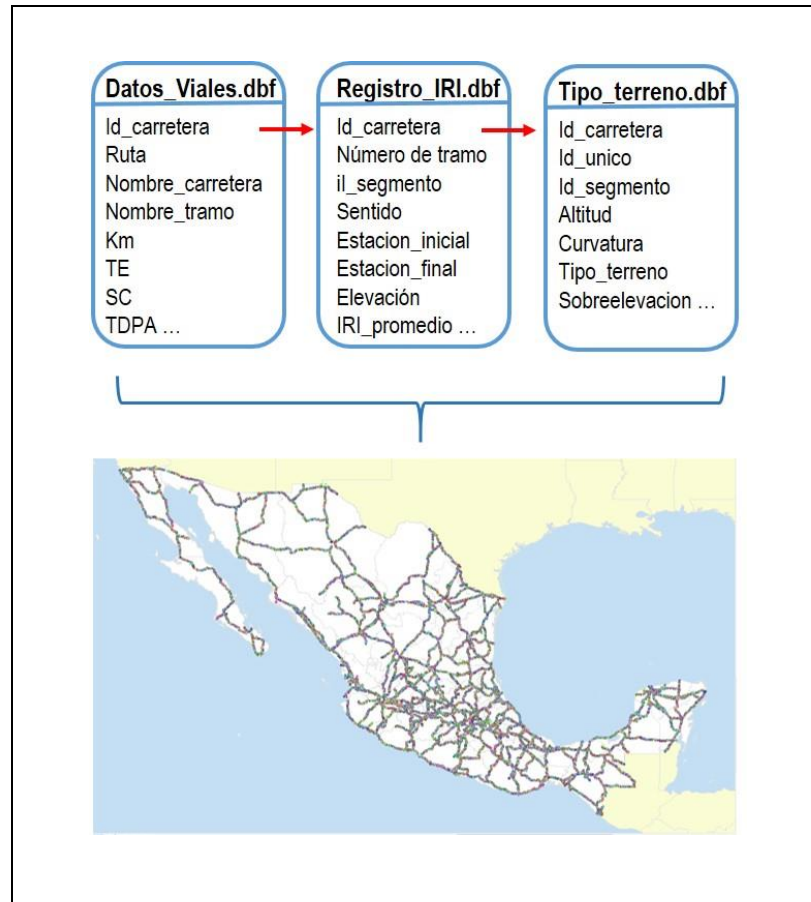 Datos_Viales.dbf
Id_carretera
Ruta
Nombre_carretera
Nombre_tramo
Km
TE
SC
TDPA ...
Registro_IRI.dbf
Id_carretera
Número de tramo
il_segmento
Sentido
Estacion_inicial
Estacion_final
Elevación
IRI_promedio ...
Tipo_terreno.dbf
Id_carretera
Id_unico
Id_segmento
Altitud
Curvatura
Tipo_terreno
Sobreelevacion ...